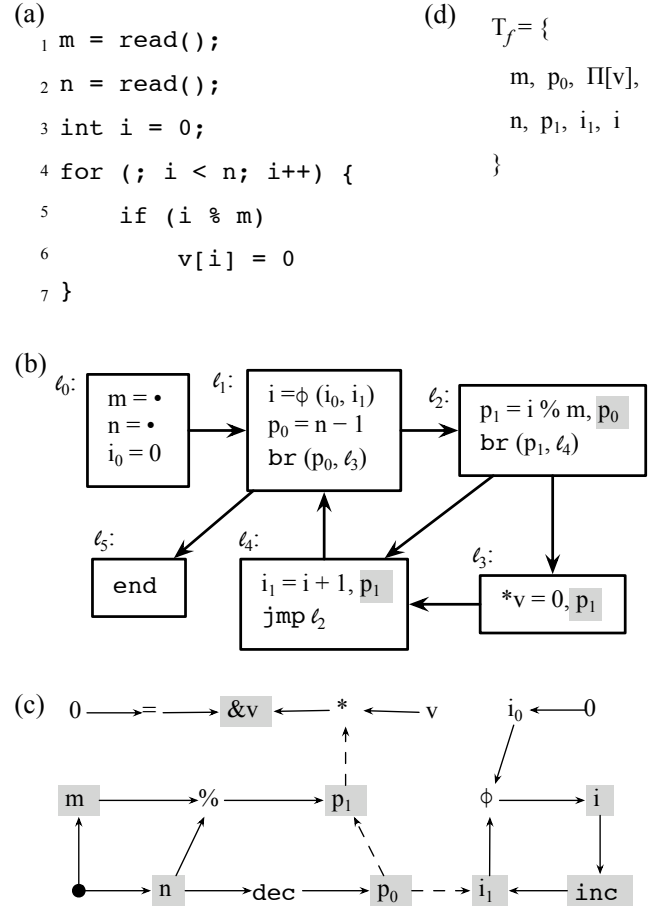 (a)
1 m = read();
2 n = read();
3 int i = 0;
4 for (; i < n; i++) {
5 if (i % m)
6 v[i] = 0
7 }
(d)
T_f = {
m, p₀, Π[v],
n, p₁, i₁, i
}
(b)
ℓ₀:
m = •
n = •
i₀ = 0
ℓ₁:
i =ϕ (i₀, i₁)
p₀ = n − 1
br (p₀, ℓ₃)
ℓ₂:
p₁ = i % m, p₀
br (p₁, ℓ₄)
ℓ₅:
end
ℓ₄:
i₁ = i + 1, p₁
jmp ℓ₂
ℓ₃:
*v = 0, p₁
(c)
0 = &v * v i₀ 0
m % p₁ ϕ i
n dec p₀ i₁ inc